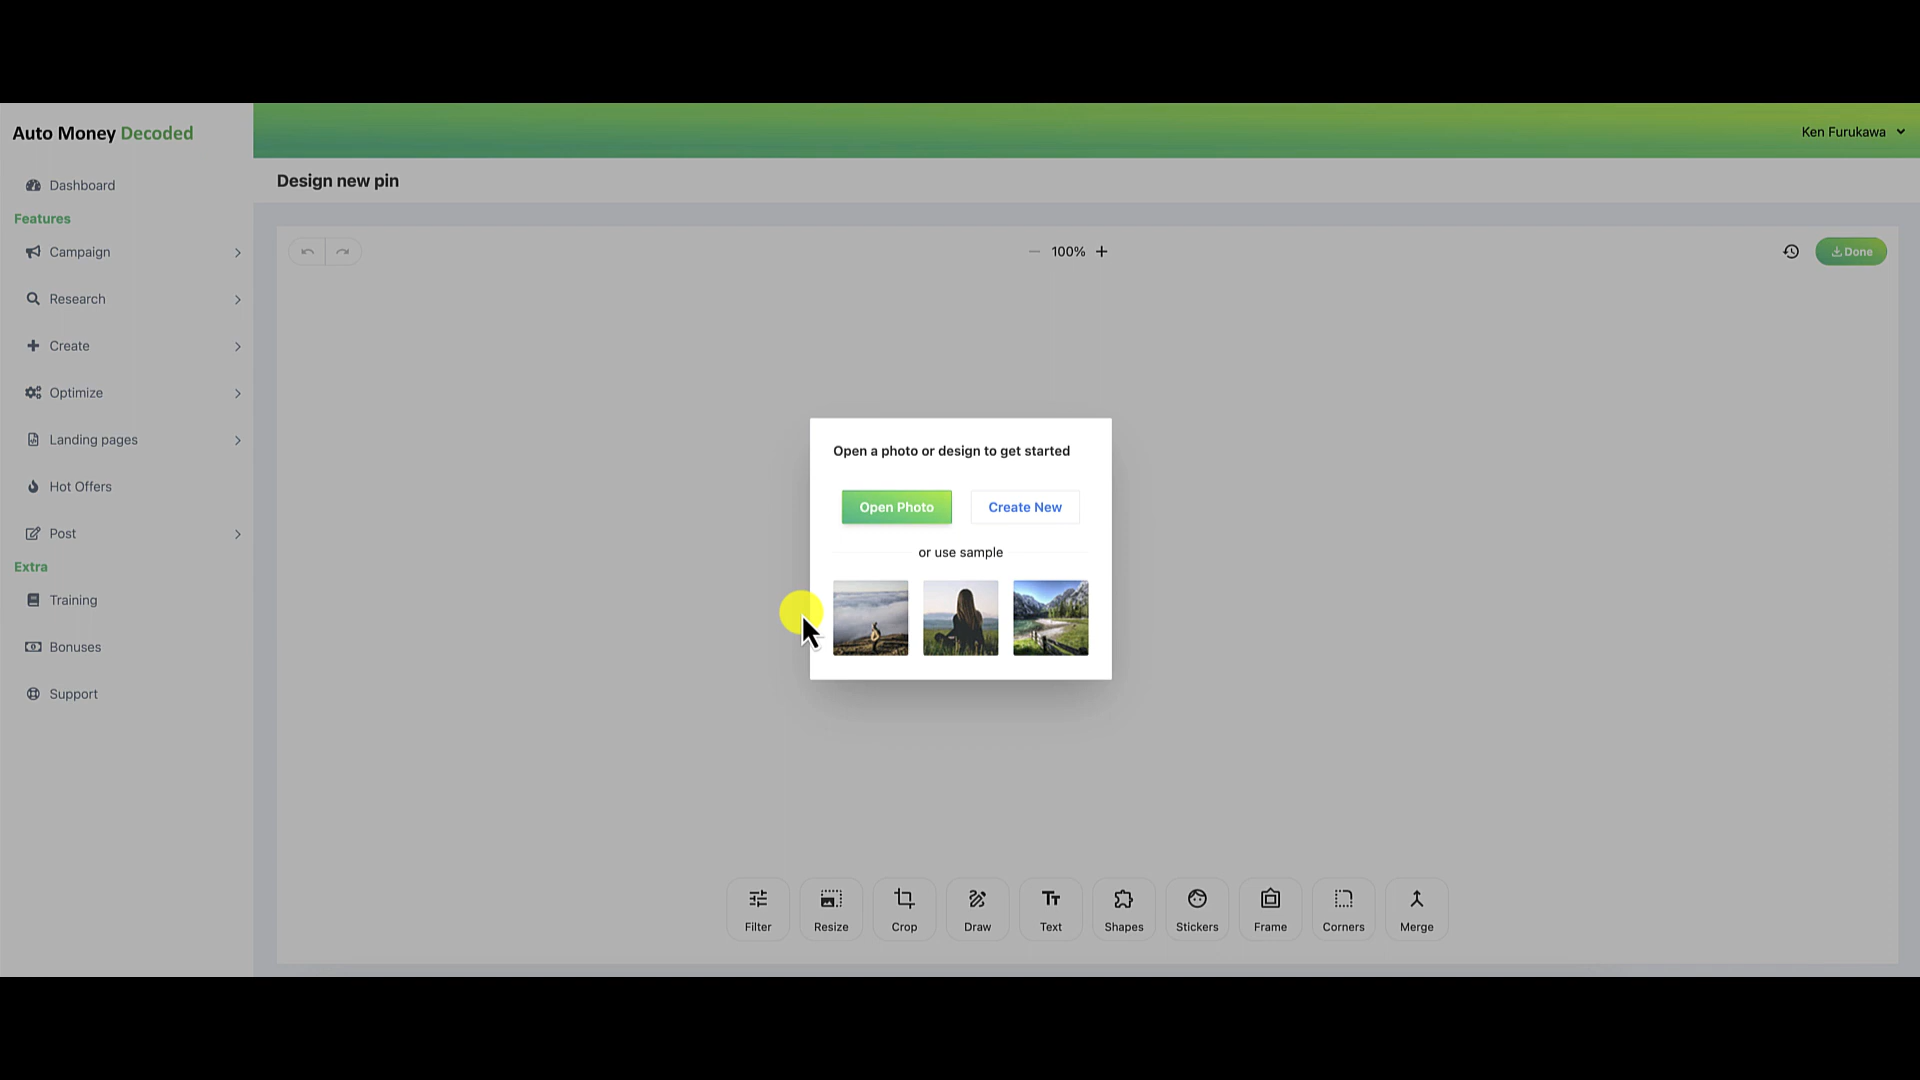 Auto Money Decoded
Ken Furukawa
Dashboard
Design new pin
Features
Campaign
100%
Done
Research
Create
Optimize
Landing pages
Hot Offers
Post
Extra
Training
Bonuses
Support
Open a photo or design to get started
Open Photo
Create New
or use sample
Filter
Resize
Crop
Draw
Text
Shapes
Stickers
Frame
Corners
Merge